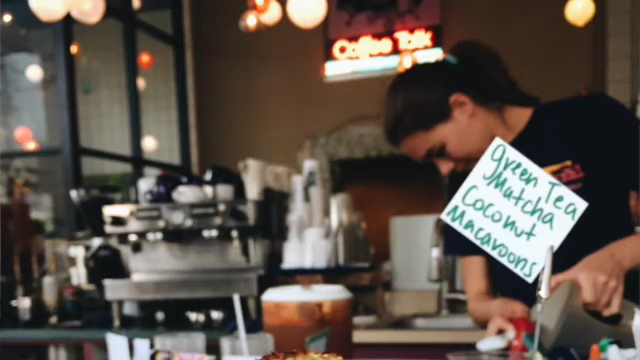 Coffee Talk
green Tea
Matcha
Coconut
Macaroons